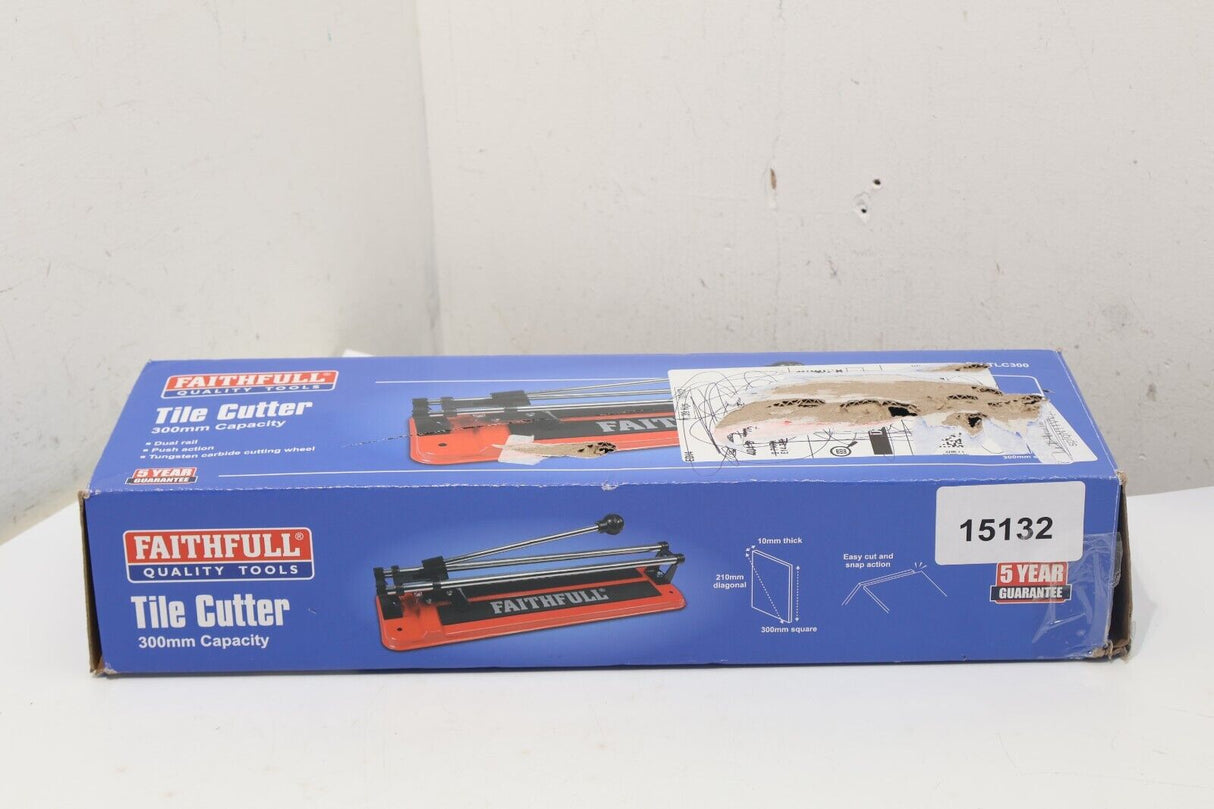 FAITHFULL®
QUALITY TOOLS
Tile Cutter
300mm Capacity
• Dual rail
• Push action
• Tungsten carbide cutting wheel
5 YEAR
GUARANTEE
FAITHFULL
TLC300
300mm
FAITHFULL®
QUALITY TOOLS
Tile Cutter
300mm Capacity
FAITHFULL
10mm thick
210mm
diagonal
300mm square
Easy cut and
snap action
15132
5 YEAR
GUARANTEE